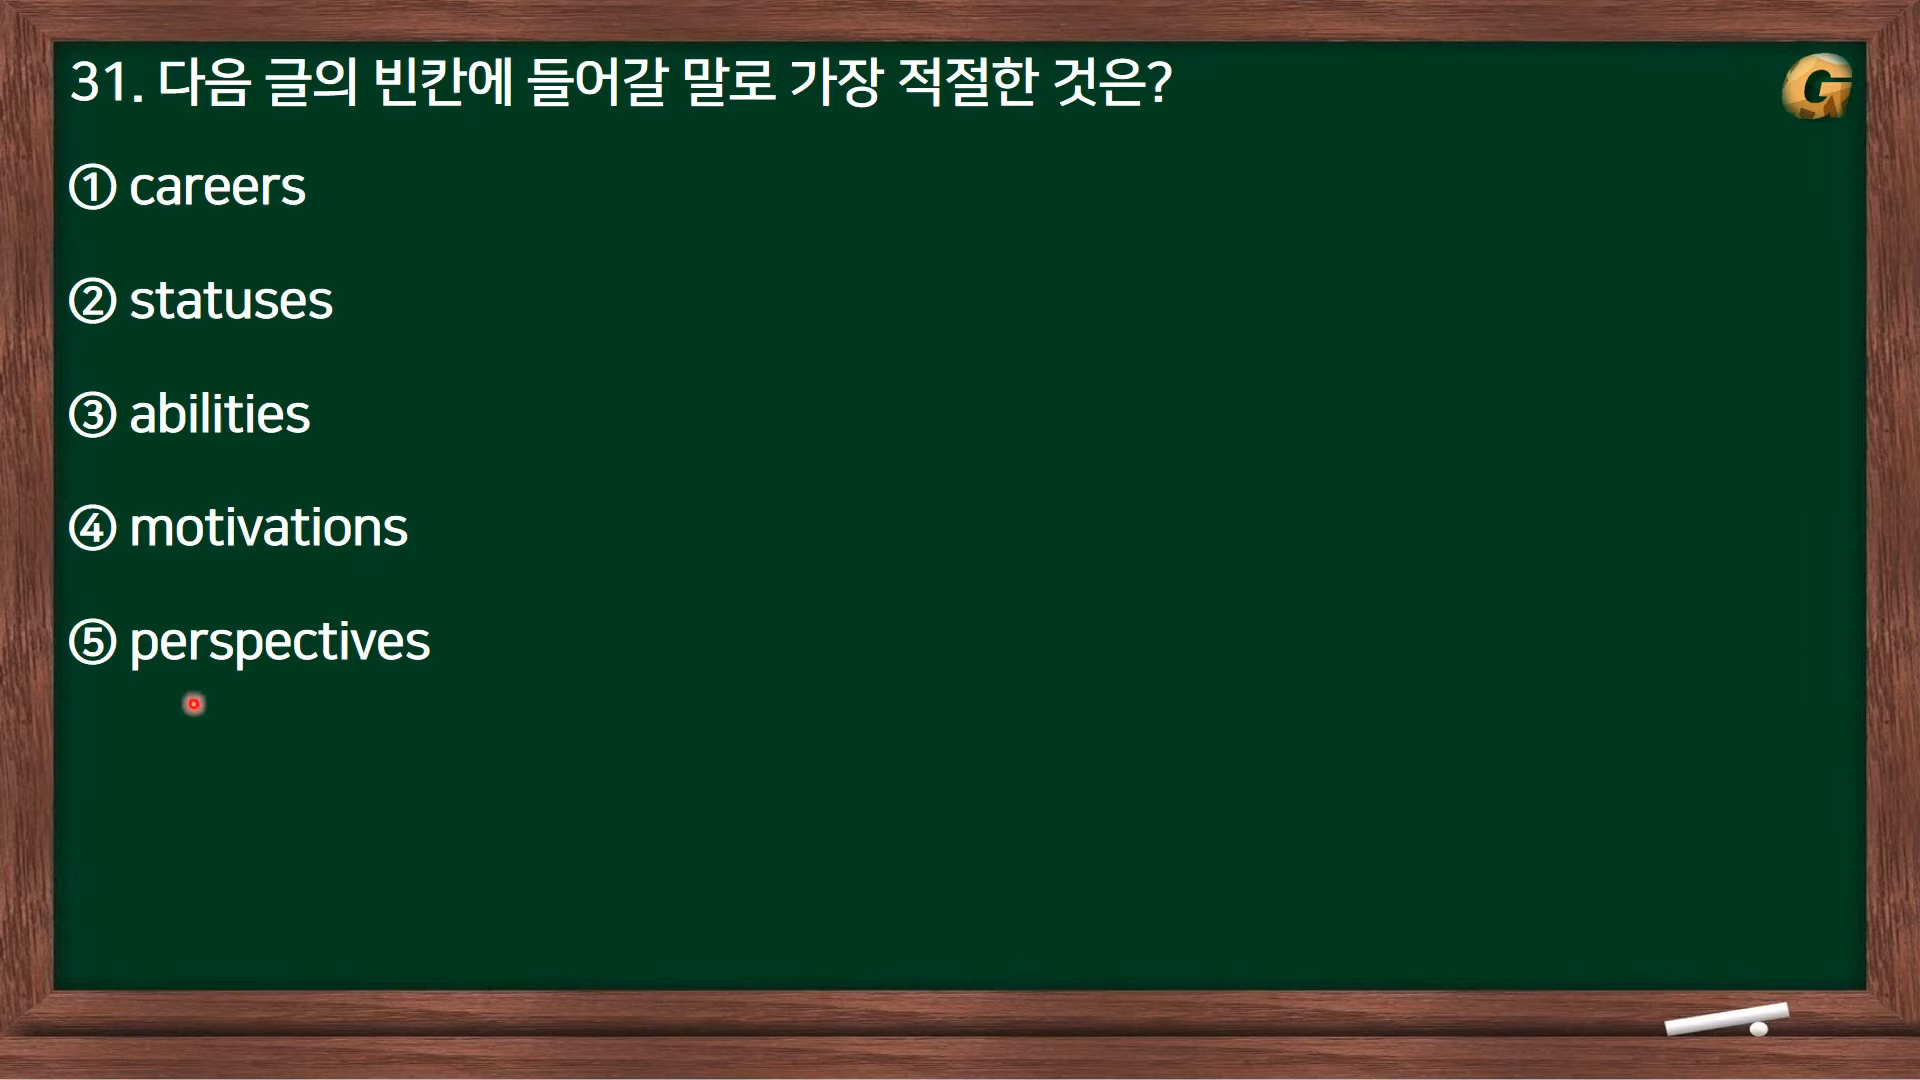 31. 다음 글의 빈칸에 들어갈 말로 가장 적절한 것은?
① careers
② statuses
③ abilities
④ motivations
⑤ perspectives
G